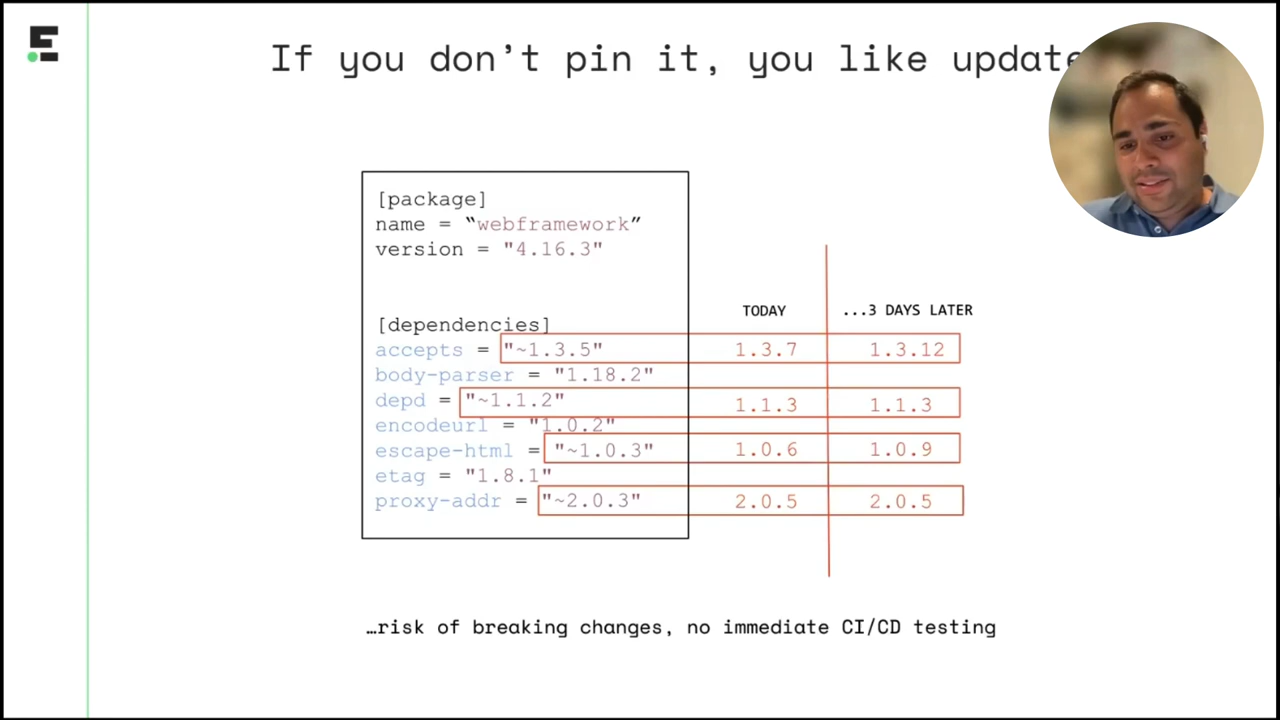 If you don't pin it, you like update
[package]
name = “webframework”
version = "4.16.3"
[dependencies]
TODAY ...3 DAYS LATER
accepts = "~1.3.5" 1.3.7 1.3.12
body-parser = "1.18.2"
depd = "~1.1.2" 1.1.3 1.1.3
encodeurl = "1.0.2"
escape-html = "~1.0.3" 1.0.6 1.0.9
etag = "1.8.1"
proxy-addr = "~2.0.3" 2.0.5 2.0.5
…risk of breaking changes, no immediate CI/CD testing